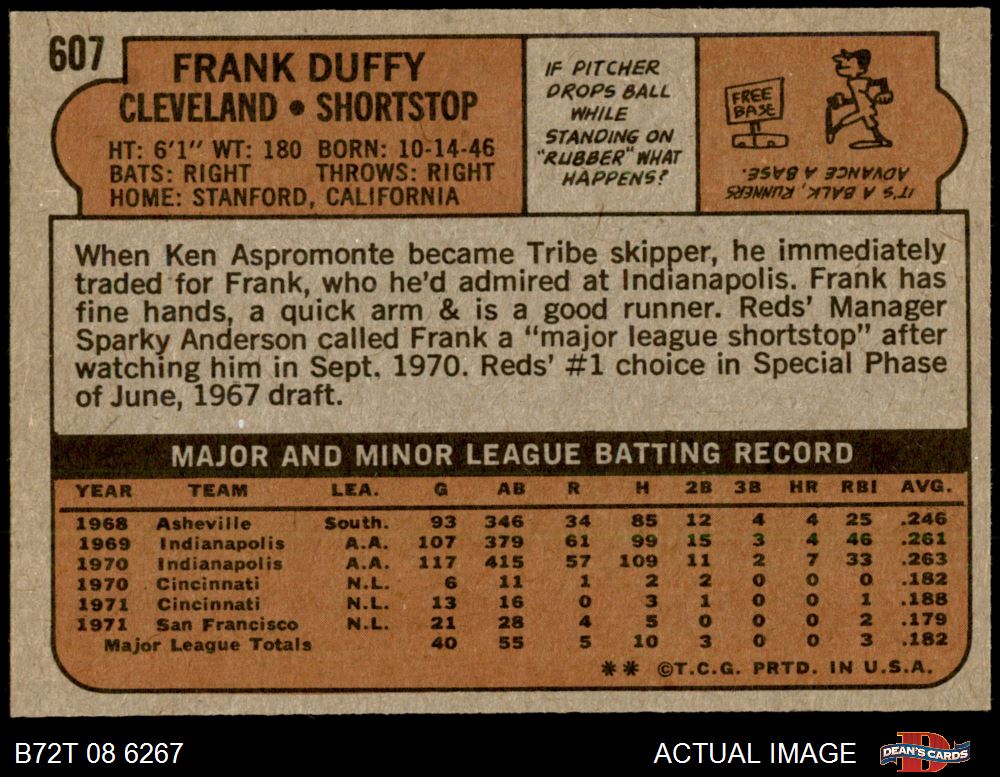 607
FRANK DUFFY
CLEVELAND • SHORTSTOP
HT: 6'1" WT: 180 BORN: 10-14-46
BATS: RIGHT THROWS: RIGHT
HOME: STANFORD, CALIFORNIA
IF PITCHER
DROPS BALL
WHILE
STANDING ON
"RUBBER" WHAT
HAPPENS?
FREE
BASE
IT'S A BALK, RUNNERS
ADVANCE A BASE.
When Ken Aspromonte became Tribe skipper, he immediately
traded for Frank, who he'd admired at Indianapolis. Frank has
fine hands, a quick arm & is a good runner. Reds' Manager
Sparky Anderson called Frank a "major league shortstop" after
watching him in Sept. 1970. Reds' #1 choice in Special Phase
of June, 1967 draft.
MAJOR AND MINOR LEAGUE BATTING RECORD
YEAR TEAM LEA. G AB R H 2B 3B HR RBI AVG.
1968 Asheville South. 93 346 34 85 12 4 4 25 .246
1969 Indianapolis A.A. 107 379 61 99 15 3 4 46 .261
1970 Indianapolis A.A. 117 415 57 109 11 2 7 33 .263
1970 Cincinnati N.L. 6 11 1 2 2 0 0 0 .182
1971 Cincinnati N.L. 13 16 0 3 1 0 0 1 .188
1971 San Francisco N.L. 21 28 4 5 0 0 0 2 .179
Major League Totals 40 55 5 10 3 0 0 3 .182
** ©T.C.G. PRTD. IN U.S.A.
B72T 08 6267
ACTUAL IMAGE
DEAN'S CARDS